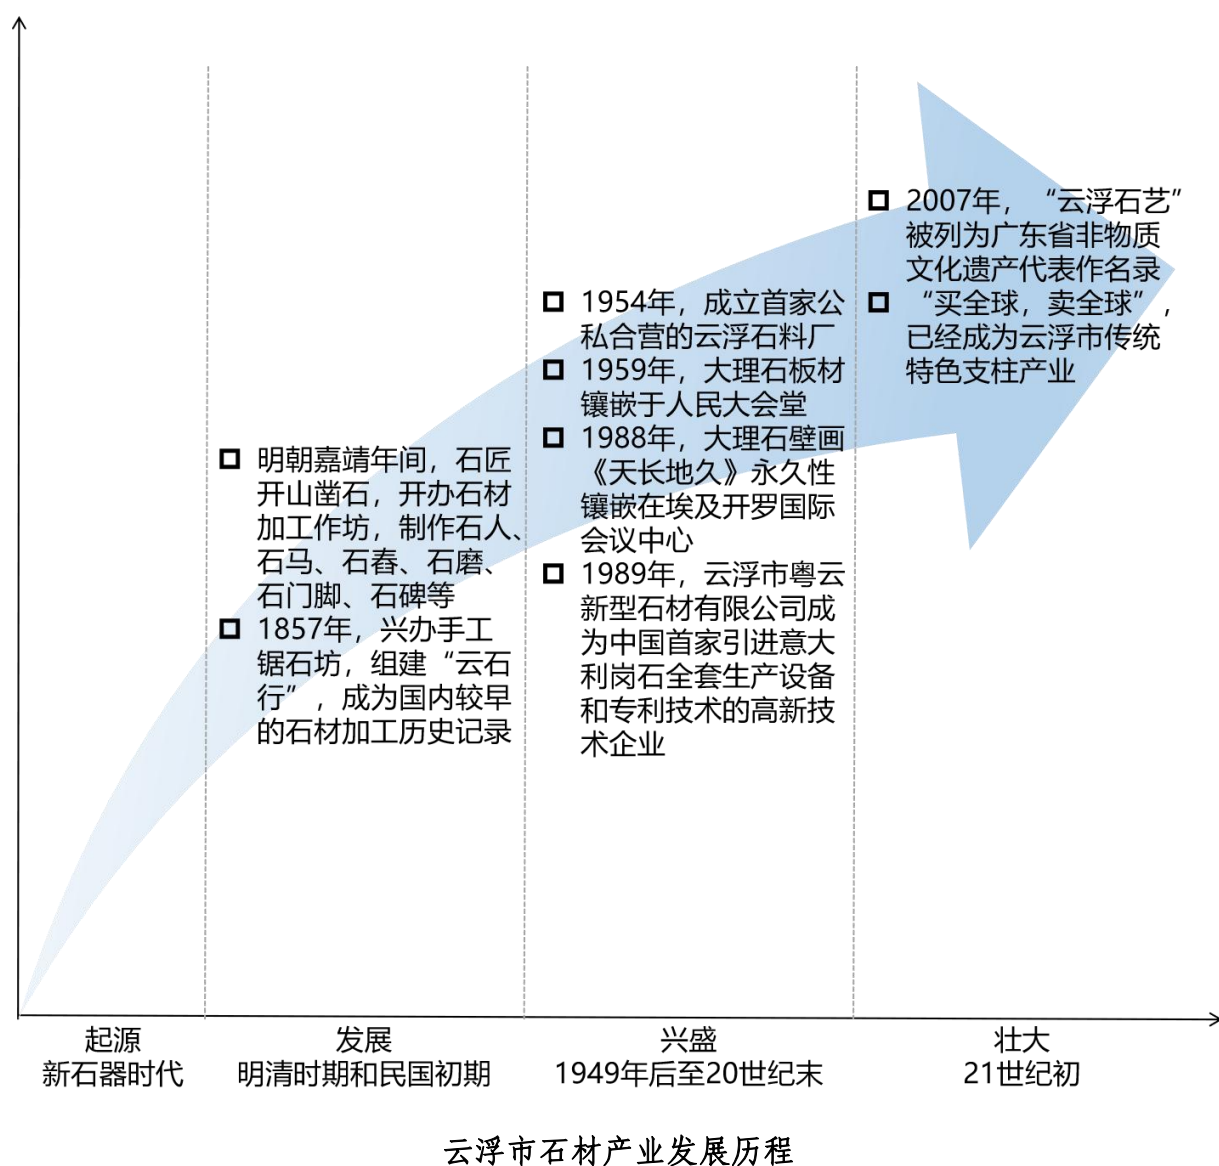 明朝嘉靖年间，石匠
开山凿石，开办石材
加工作坊，制作石人、
石马、石舂、石磨、
石门脚、石碑等
1857年，兴办手工
锯石坊，组建“云石
行”，成为国内较早
的石材加工历史记录
1954年，成立首家公
私合营的云浮石料厂
1959年，大理石板材
镶嵌于人民大会堂
1988年，大理石壁画
《天长地久》永久性
镶嵌在埃及开罗国际
会议中心
1989年，云浮市粤云
新型石材有限公司成
为中国首家引进意大
利岗石全套生产设备
和专利技术的高新技
术企业
2007年，“云浮石艺”
被列为广东省非物质
文化遗产代表作名录
“买全球，卖全球”，
已经成为云浮市传统
特色支柱产业
起源
新石器时代
发展
明清时期和民国初期
兴盛
1949年后至20世纪末
壮大
21世纪初
云浮市石材产业发展历程